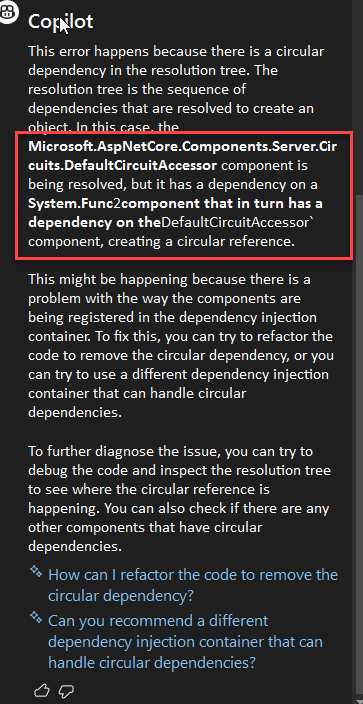 Copilot
This error happens because there is a circular
dependency in the resolution tree. The
resolution tree is the sequence of
dependencies that are resolved to create an
object. In this case, the
Microsoft.AspNetCore.Components.Server.Cir
cuits.DefaultCircuitAccessor component is
being resolved, but it has a dependency on a
System.Func2component that in turn has a
dependency on theDefaultCircuitAccessor`
component, creating a circular reference.
This might be happening because there is a
problem with the way the components are
being registered in the dependency injection
container. To fix this, you can try to refactor the
code to remove the circular dependency, or you
can try to use a different dependency injection
container that can handle circular
dependencies.
To further diagnose the issue, you can try to
debug the code and inspect the resolution tree
to see where the circular reference is
happening. You can also check if there are any
other components that have circular
dependencies.
How can I refactor the code to remove the
circular dependency?
Can you recommend a different
dependency injection container that can
handle circular dependencies?